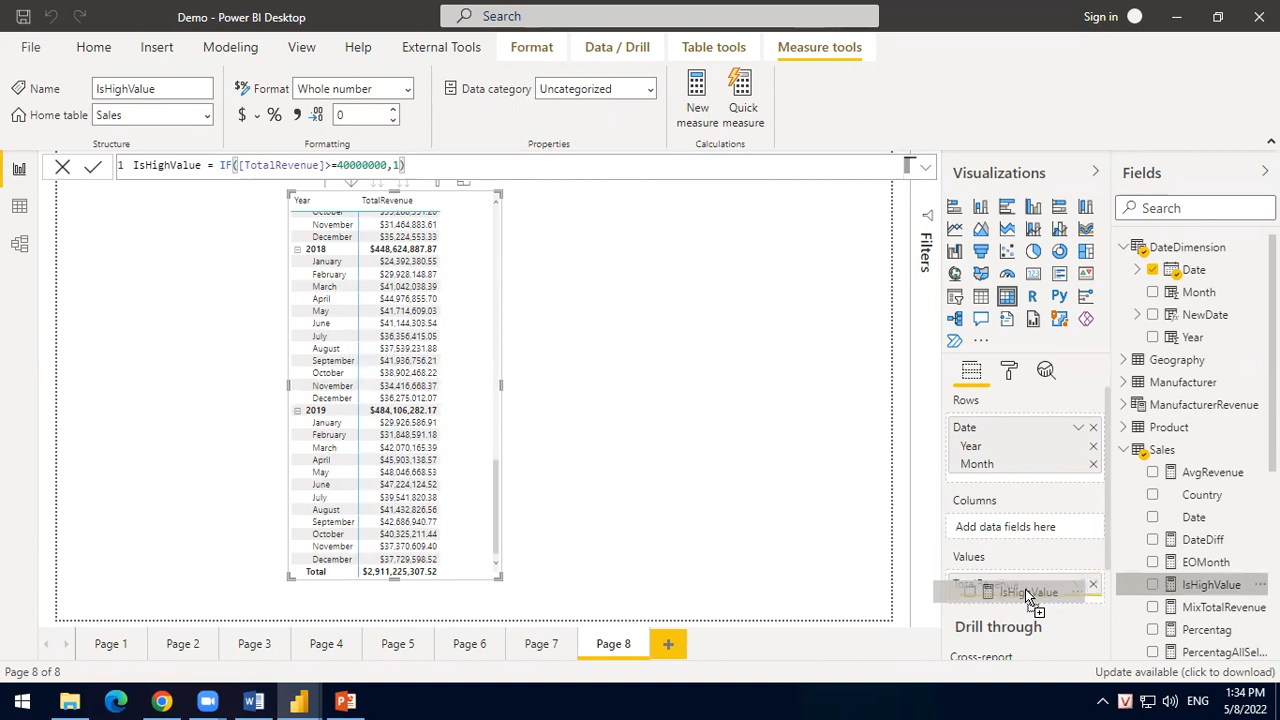 Demo - Power BI Desktop
Search
Sign in
File
Home
Insert
Modeling
View
Help
External Tools
Format
Data / Drill
Table tools
Measure tools
Name
IsHighValue
Home table
Sales
Structure
Format
Whole number
$
%
0
Formatting
Data category
Uncategorized
Properties
New measure
Quick measure
Calculations
1 IsHighValue = IF([TotalRevenue]>=40000000,1)
Year TotalRevenue
October
November $31,464,883.61
December $35,224,553.33
2018 $448,624,887.87
January $24,392,380.55
February $29,928,148.87
March $41,042,038.39
April $44,976,855.70
May $41,714,609.03
June $41,144,303.54
July $36,356,415.05
August $37,539,231.88
September $41,936,756.21
October $38,902,468.22
November $34,416,668.37
December $36,275,012.07
2019 $484,106,282.17
January $29,926,586.91
February $31,848,591.18
March $42,070,165.39
April $45,903,138.57
May $48,046,668.53
June $47,224,124.52
July $39,541,820.38
August $41,432,826.56
September $42,686,940.77
October $40,325,211.44
November $37,370,609.40
December $37,729,598.52
Total $2,911,225,307.52
Filters
Visualizations
R
Py
Rows
Date
Year
Month
Columns
Add data fields here
Values
TotalRevenue
IsHighValue
Drill through
Cross-report
Fields
Search
DateDimension
Date
Month
NewDate
Year
Geography
Manufacturer
ManufacturerRevenue
Product
Sales
AvgRevenue
Country
Date
DateDiff
EOMonth
IsHighValue
MixTotalRevenue
Percentag
PercentageAllSel...
Page 1
Page 2
Page 3
Page 4
Page 5
Page 6
Page 7
Page 8
Page 8 of 8
Update available (click to download)
ENG
1:34 PM
5/8/2022